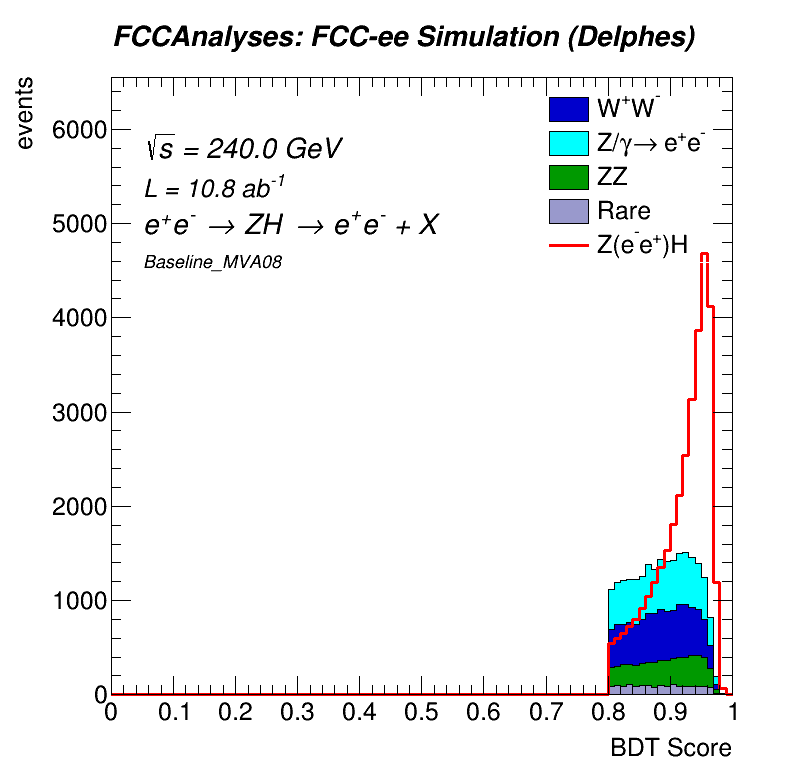 FCCAnalyses: FCC-ee Simulation (Delphes)
events
√s = 240.0 GeV
L = 10.8 ab⁻¹
e⁺e⁻ → ZH → e⁺e⁻ + X
Baseline_MVA08
W⁺W⁻
Z/γ→ e⁺e⁻
ZZ
Rare
Z(e⁻e⁺)H
6000
5000
4000
3000
2000
1000
0
0 0.1 0.2 0.3 0.4 0.5 0.6 0.7 0.8 0.9 1
BDT Score